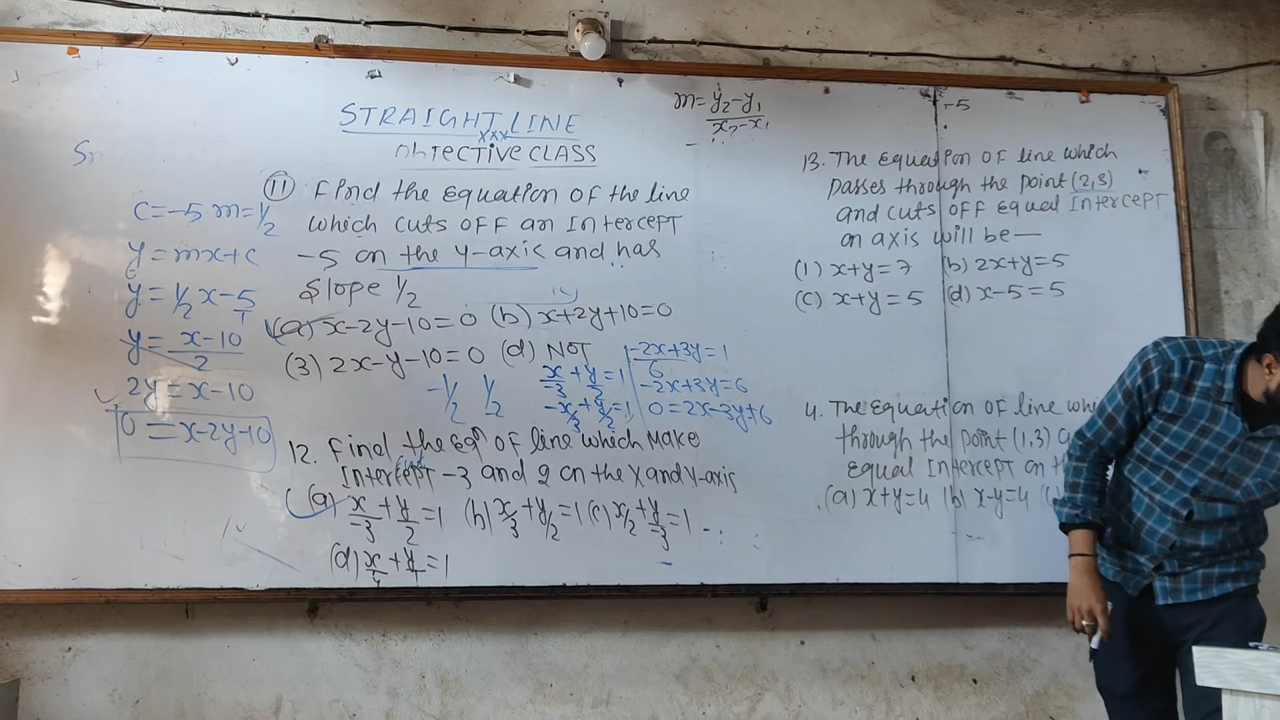 STRAIGHT LINE
xxx
OBJECTIVE CLASS
m = y₂-y₁ / x₂-x₁
c=-5 m=1/2
y=mx+c
y=1/2 x-5
y=x-10/2
2y=x-10
0=x-2y-10
(11) Find the Equation OF the line
which cuts OFF an Intercept
-5 on the y-axis and has
slope 1/2
(a) x-2y-10=0 (b) x+2y+10=0
(3) 2x-y-10=0 (d) NOT
-1/2 1/2
x/-3 + y/2 = 1
-x/3 + y/2 = 1
-2x+3y/6 = 1
-2x+3y=6
0=2x-3y+6
12. Find the Eqn OF line which Make
Intercept -3 and 2 on the X and Y-axis
(a) x/-3 + y/2 = 1 (b) x/3 + y/2 = 1 (c) x/2 + y/-3 = 1
(d) x/4 + y/1 = 1
-5
13. The Equation OF line which
passes through the point (2,3)
and cuts OFF Equal Intercept
on axis will be—
(1) x+y=7 (b) 2x+y=5
(c) x+y=5 (d) x-5=5
4. The Equation OF line
through the point (1,3)
Equal Intercept on
(a) x+y=4 (b) x-y=4